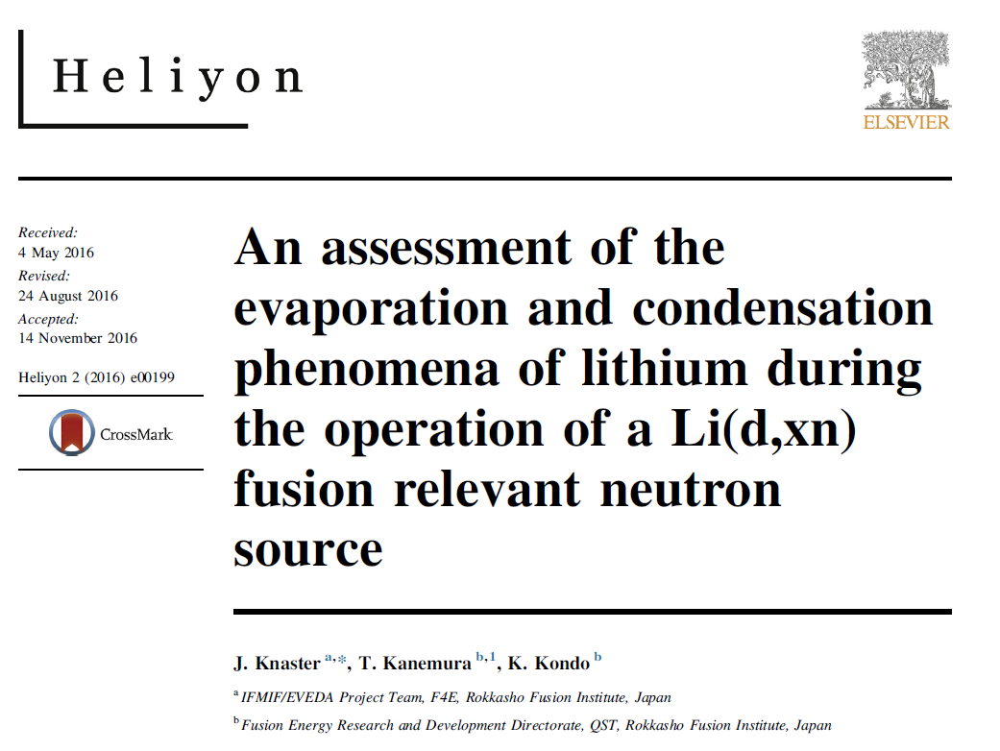 Heliyon
ELSEVIER
Received:
4 May 2016
Revised:
24 August 2016
Accepted:
14 November 2016
Heliyon 2 (2016) e00199
CrossMark
An assessment of the
evaporation and condensation
phenomena of lithium during
the operation of a Li(d,xn)
fusion relevant neutron
source
J. Knaster a,*, T. Kanemura b,1, K. Kondo b
a IFMIF/EVEDA Project Team, F4E, Rokkasho Fusion Institute, Japan
b Fusion Energy Research and Development Directorate, QST, Rokkasho Fusion Institute, Japan